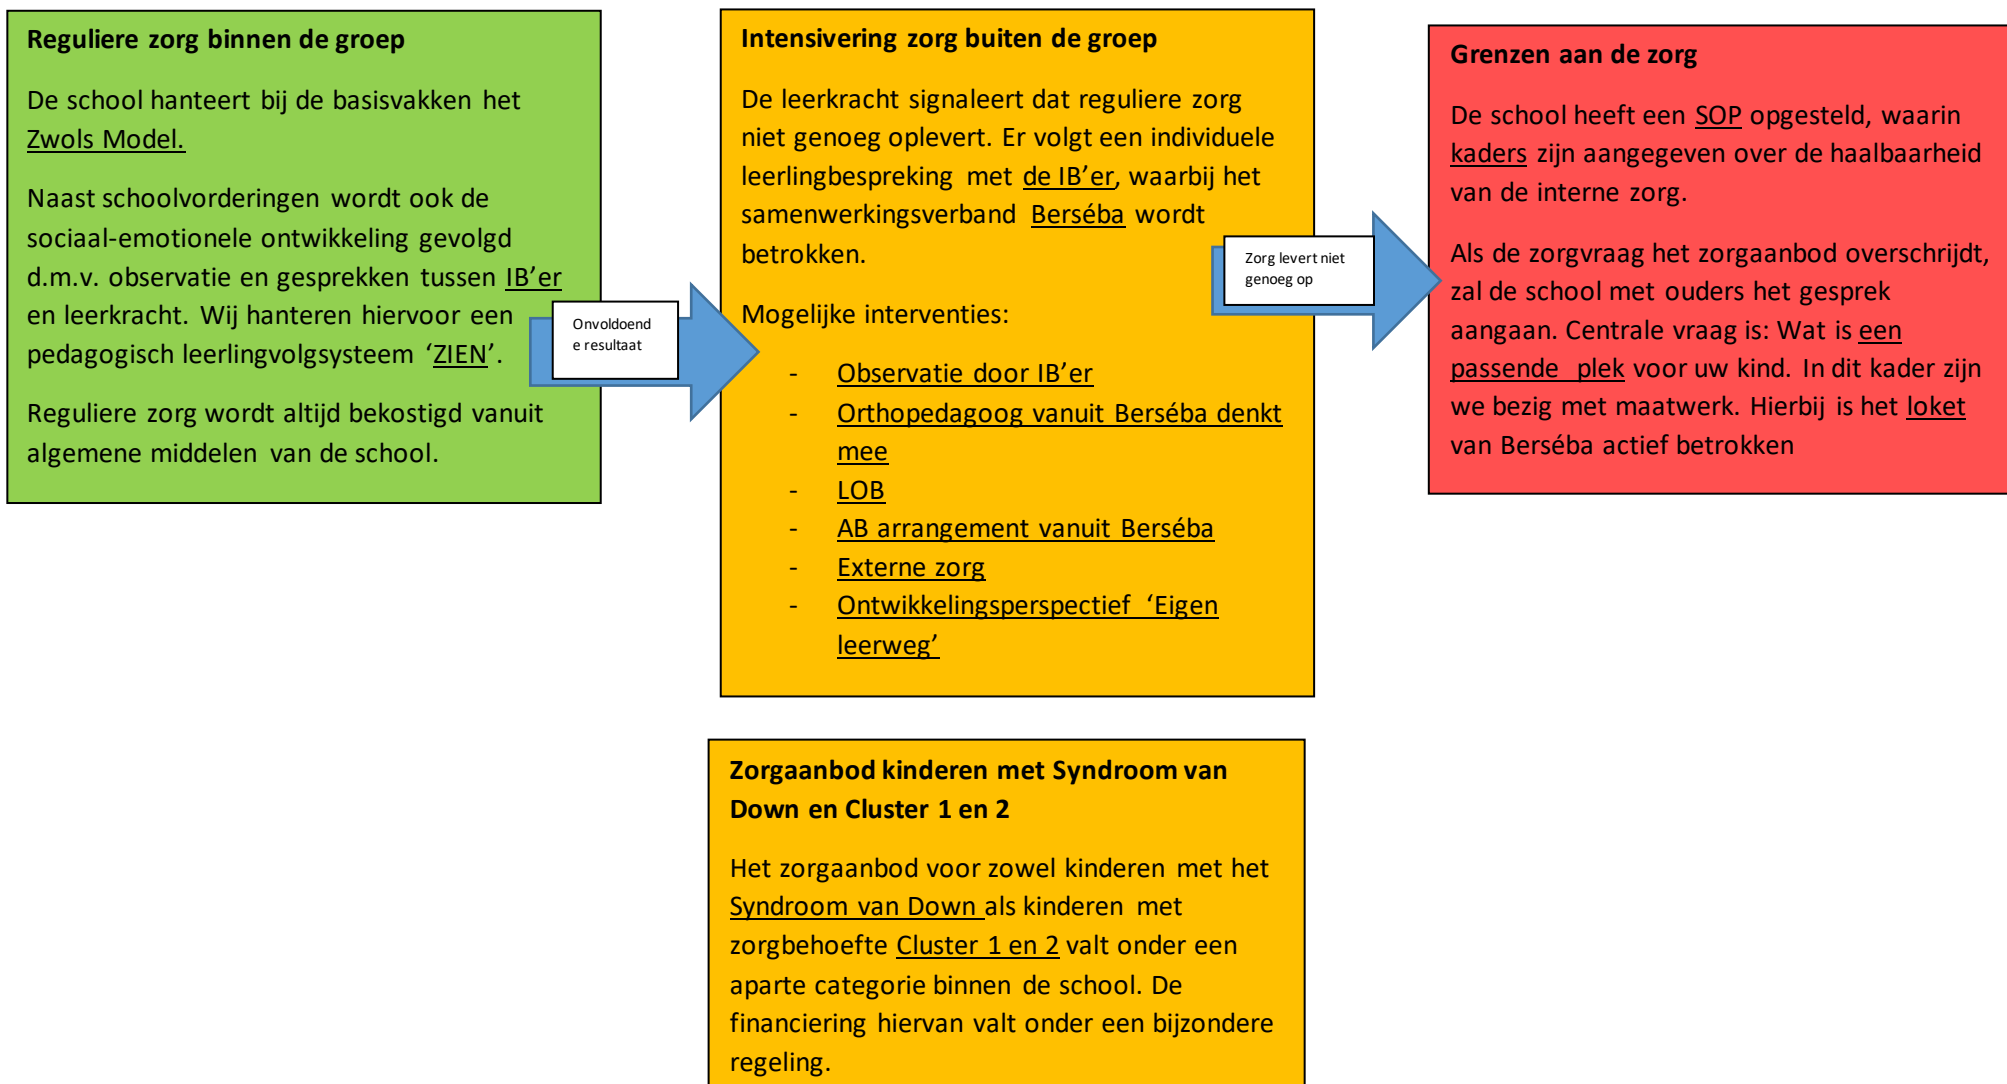 Reguliere zorg binnen de groep
De school hanteert bij de basisvakken het
Zwols Model.
Naast schoolvorderingen wordt ook de
sociaal-emotionele ontwikkeling gevolgd
d.m.v. observatie en gesprekken tussen IB’er
en leerkracht. Wij hanteren hiervoor een
pedagogisch leerlingvolgsysteem ‘ZIEN’.
Reguliere zorg wordt altijd bekostigd vanuit
algemene middelen van de school.
Onvoldoend
e resultaat
Intensivering zorg buiten de groep
De leerkracht signaleert dat reguliere zorg
niet genoeg oplevert. Er volgt een individuele
leerlingbespreking met de IB’er, waarbij het
samenwerkingsverband Berséba wordt
betrokken.
Mogelijke interventies:
- Observatie door IB’er
- Orthopedagoog vanuit Berséba denkt
mee
- LOB
- AB arrangement vanuit Berséba
- Externe zorg
- Ontwikkelingsperspectief ‘Eigen
leerweg’
Zorg levert niet
genoeg op
Grenzen aan de zorg
De school heeft een SOP opgesteld, waarin
kaders zijn aangegeven over de haalbaarheid
van de interne zorg.
Als de zorgvraag het zorgaanbod overschrijdt,
zal de school met ouders het gesprek
aangaan. Centrale vraag is: Wat is een
passende plek voor uw kind. In dit kader zijn
we bezig met maatwerk. Hierbij is het loket
van Berséba actief betrokken
Zorgaanbod kinderen met Syndroom van
Down en Cluster 1 en 2
Het zorgaanbod voor zowel kinderen met het
Syndroom van Down als kinderen met
zorgbehoefte Cluster 1 en 2 valt onder een
aparte categorie binnen de school. De
financiering hiervan valt onder een bijzondere
regeling.